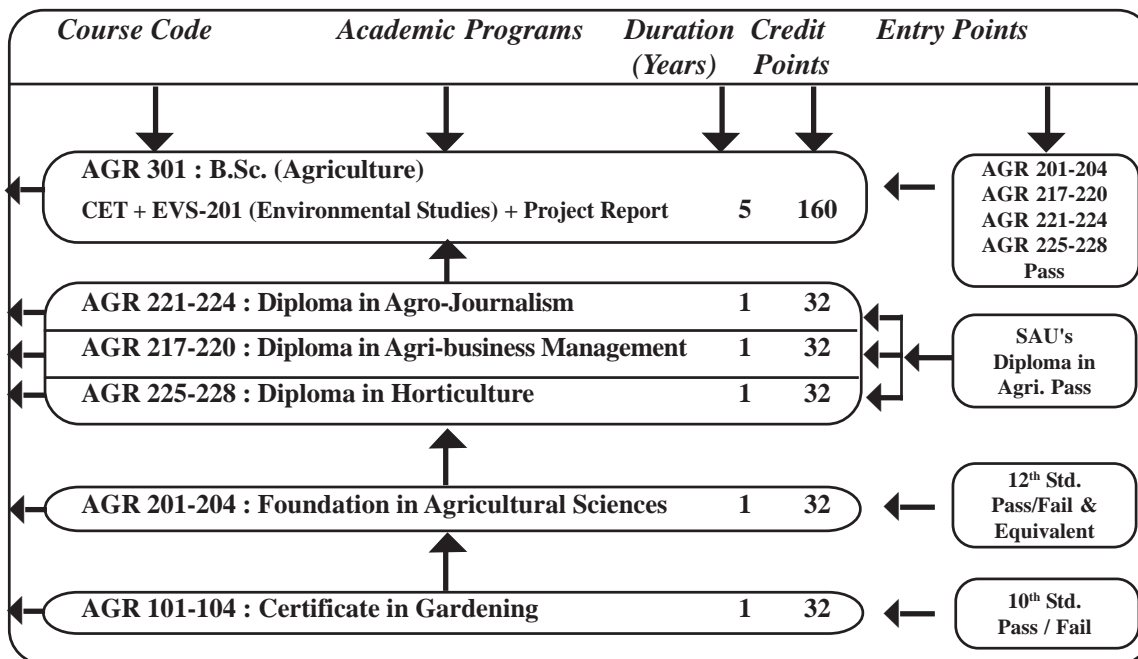 Course Code Academic Programs Duration Credit Entry Points
(Years) Points
AGR 301 : B.Sc. (Agriculture)
CET + EVS-201 (Environmental Studies) + Project Report 5 160
AGR 201-204
AGR 217-220
AGR 221-224
AGR 225-228
Pass
AGR 221-224 : Diploma in Agro-Journalism 1 32
AGR 217-220 : Diploma in Agri-business Management 1 32
AGR 225-228 : Diploma in Horticulture 1 32
SAU's
Diploma in
Agri. Pass
AGR 201-204 : Foundation in Agricultural Sciences 1 32
12th Std.
Pass/Fail &
Equivalent
AGR 101-104 : Certificate in Gardening 1 32
10th Std.
Pass / Fail